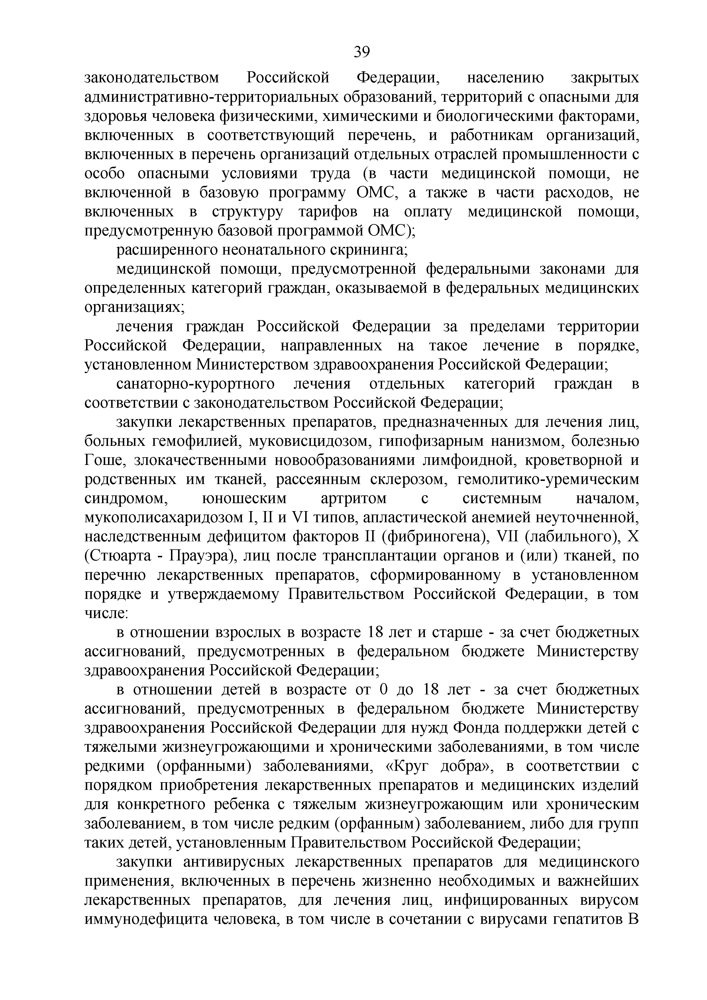 39
законодательством Российской Федерации, населению закрытых
административно-территориальных образований, территорий с опасными для
здоровья человека физическими, химическими и биологическими факторами,
включенных в соответствующий перечень, и работникам организаций,
включенных в перечень организаций отдельных отраслей промышленности с
особо опасными условиями труда (в части медицинской помощи, не
включенной в базовую программу ОМС, а также в части расходов, не
включенных в структуру тарифов на оплату медицинской помощи,
предусмотренную базовой программой ОМС);
расширенного неонатального скрининга;
медицинской помощи, предусмотренной федеральными законами для
определенных категорий граждан, оказываемой в федеральных медицинских
организациях;
лечения граждан Российской Федерации за пределами территории
Российской Федерации, направленных на такое лечение в порядке,
установленном Министерством здравоохранения Российской Федерации;
санаторно-курортного лечения отдельных категорий граждан в
соответствии с законодательством Российской Федерации;
закупки лекарственных препаратов, предназначенных для лечения лиц,
больных гемофилией, муковисцидозом, гипофизарным нанизмом, болезнью
Гоше, злокачественными новообразованиями лимфоидной, кроветворной и
родственных им тканей, рассеянным склерозом, гемолитико-уремическим
синдромом, юношеским артритом с системным началом,
мукополисахаридозом I, II и VI типов, апластической анемией неуточненной,
наследственным дефицитом факторов II (фибриногена), VII (лабильного), X
(Стюарта - Прауэра), лиц после трансплантации органов и (или) тканей, по
перечню лекарственных препаратов, сформированному в установленном
порядке и утверждаемому Правительством Российской Федерации, в том
числе:
в отношении взрослых в возрасте 18 лет и старше - за счет бюджетных
ассигнований, предусмотренных в федеральном бюджете Министерству
здравоохранения Российской Федерации;
в отношении детей в возрасте от 0 до 18 лет - за счет бюджетных
ассигнований, предусмотренных в федеральном бюджете Министерству
здравоохранения Российской Федерации для нужд Фонда поддержки детей с
тяжелыми жизнеугрожающими и хроническими заболеваниями, в том числе
редкими (орфанными) заболеваниями, «Круг добра», в соответствии с
порядком приобретения лекарственных препаратов и медицинских изделий
для конкретного ребенка с тяжелым жизнеугрожающим или хроническим
заболеванием, в том числе редким (орфанным) заболеванием, либо для групп
таких детей, установленным Правительством Российской Федерации;
закупки антивирусных лекарственных препаратов для медицинского
применения, включенных в перечень жизненно необходимых и важнейших
лекарственных препаратов, для лечения лиц, инфицированных вирусом
иммунодефицита человека, в том числе в сочетании с вирусами гепатитов В